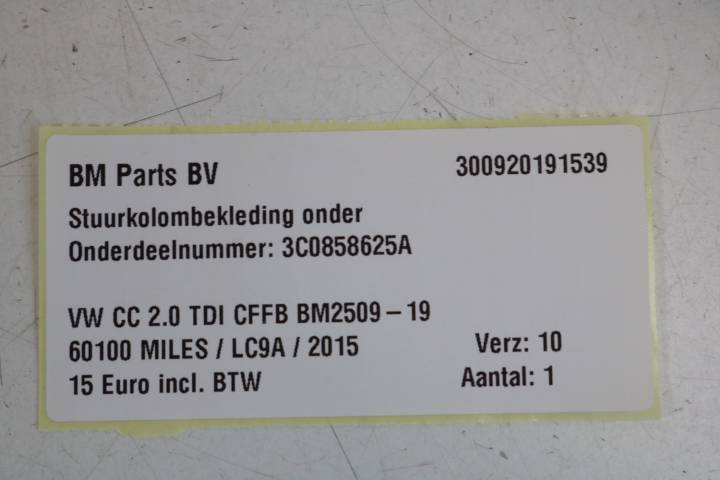 BM Parts BV 300920191539
Stuurkolombekleding onder
Onderdeelnummer: 3C0858625A
VW CC 2.0 TDI CFFB BM2509-19
60100 MILES / LC9A / 2015 Verz: 10
15 Euro incl. BTW Aantal: 1